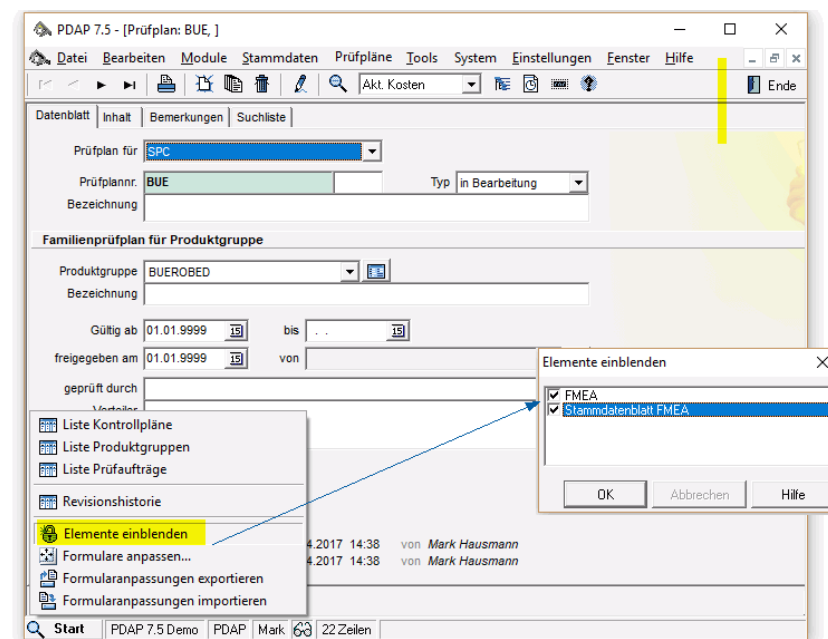 PDAP 7.5 - [Prüfplan: BUE, ]
Datei Bearbeiten Module Stammdaten Prüfpläne Tools System Einstellungen Fenster Hilfe
Akt. Kosten Ende
Datenblatt Inhalt Bemerkungen Suchliste
Prüfplan für SPC
Prüfplannr. BUE Typ in Bearbeitung
Bezeichnung
Familienprüfplan für Produktgruppe
Produktgruppe BUEROBED
Bezeichnung
Gültig ab 01.01.9999 15 bis . . 15
freigegeben am 01.01.9999 15 von
geprüft durch
Verteiler
Elemente einblenden
FMEA
Stammdatenblatt FMEA
OK Abbrechen Hilfe
Liste Kontrollpläne
Liste Produktgruppen
Liste Prüfaufträge
Revisionshistorie
Elemente einblenden
Formulare anpassen...
Formularanpassungen exportieren
Formularanpassungen importieren
4.2017 14:38 von Mark Hausmann
4.2017 14:38 von Mark Hausmann
Start PDAP 7.5 Demo PDAP Mark 22 Zeilen